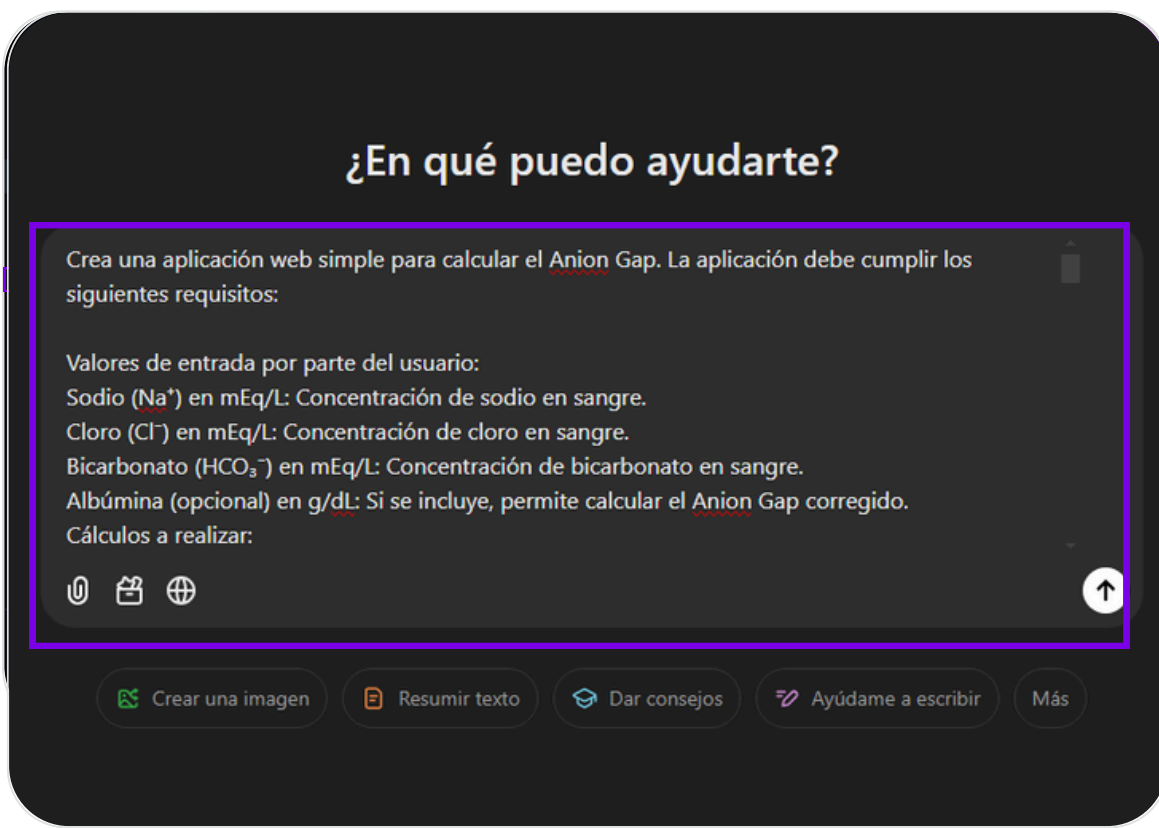 ¿En qué puedo ayudarte?
Crea una aplicación web simple para calcular el Anion Gap. La aplicación debe cumplir los
siguientes requisitos:
Valores de entrada por parte del usuario:
Sodio (Na⁺) en mEq/L: Concentración de sodio en sangre.
Cloro (Cl⁻) en mEq/L: Concentración de cloro en sangre.
Bicarbonato (HCO₃⁻) en mEq/L: Concentración de bicarbonato en sangre.
Albúmina (opcional) en g/dL: Si se incluye, permite calcular el Anion Gap corregido.
Cálculos a realizar:
Crear una imagen Resumir texto Dar consejos Ayúdame a escribir Más